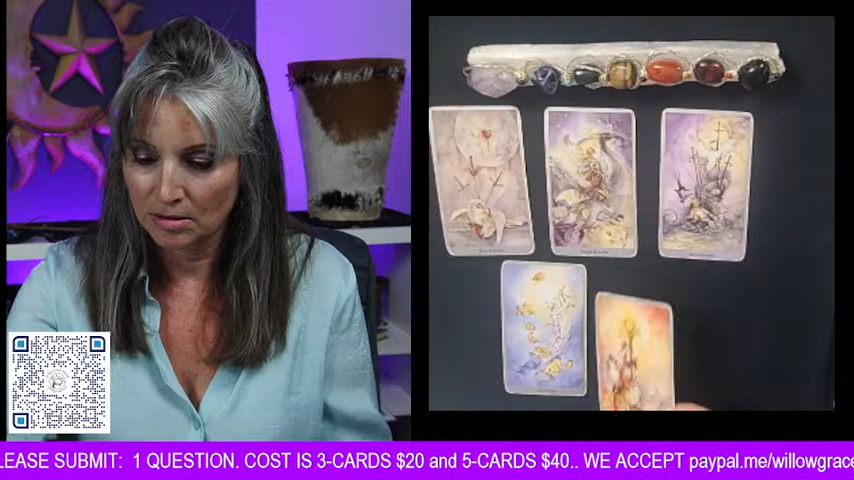 LEASE SUBMIT: 1 QUESTION. COST IS 3-CARDS $20 and 5-CARDS $40.. WE ACCEPT paypal.me/willowgrace